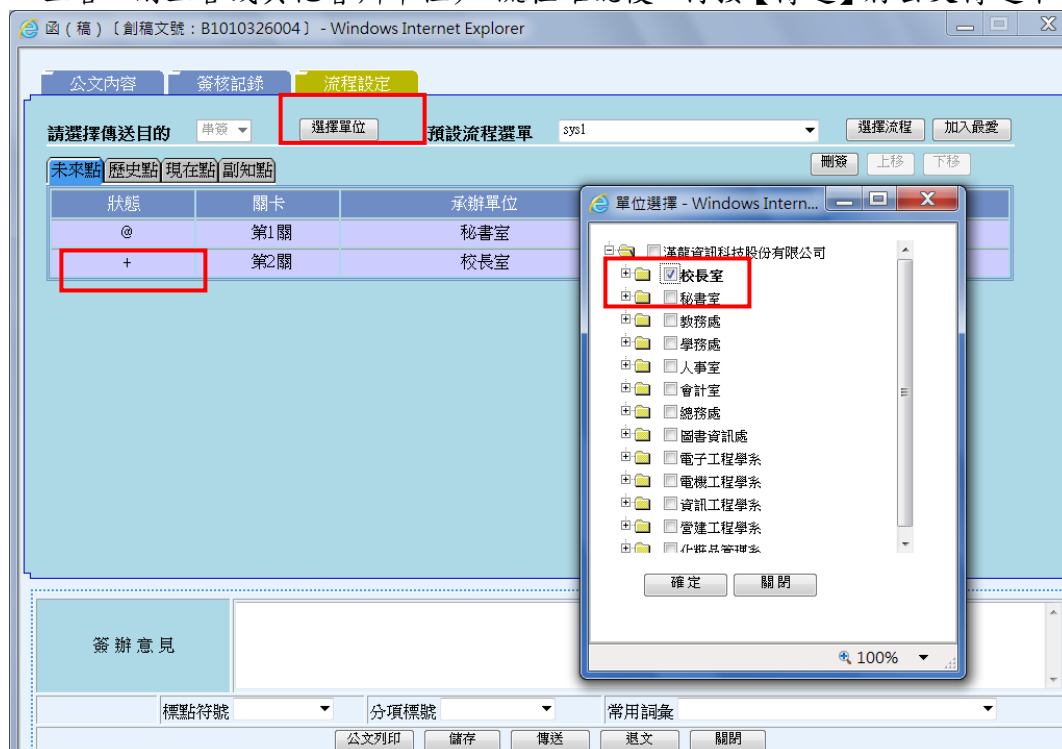 函 ( 稿 ) 〔 創稿文號：B1010326004〕 - Windows Internet Explorer
公文內容 簽核記錄 流程設定
請選擇傳送目的 串簽 選擇單位 預設流程選單 sys1 選擇流程 加入最愛
未來點 歷史點 現在點 副知點 刪簽 上移 下移
狀態 關卡 承辦單位
@ 第1關 秘書室
+ 第2關 校長室
單位選擇 - Windows Intern...
漢龍資訊科技股份有限公司
校長室
秘書室
教務處
學務處
人事室
會計室
總務處
圖書資訊處
電子工程學系
電機工程學系
資訊工程學系
營建工程學系
化粧品管理系
確 定 關 閉
100%
簽 辦 意 見
標點符號 分項標號 常用詞彙
公文列印 儲存 傳送 退文 關閉